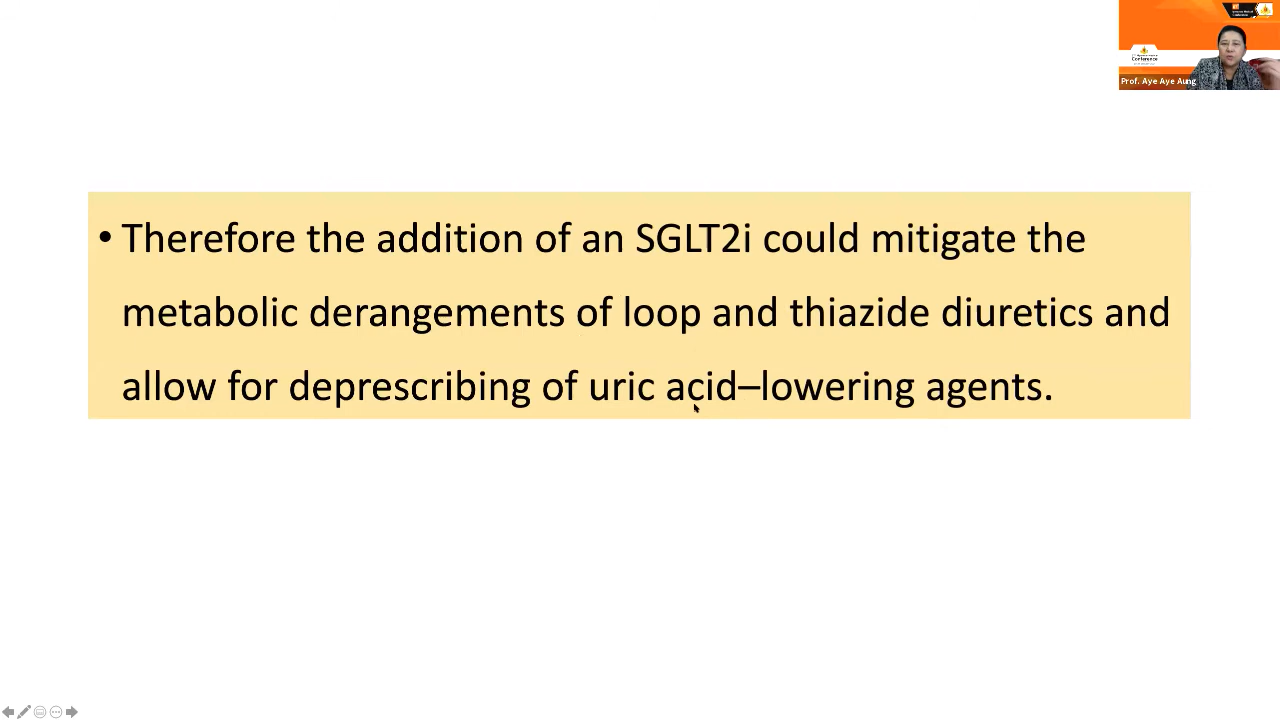 Conference
Prof. Aye Aye Aung
• Therefore the addition of an SGLT2i could mitigate the
metabolic derangements of loop and thiazide diuretics and
allow for deprescribing of uric acid–lowering agents.